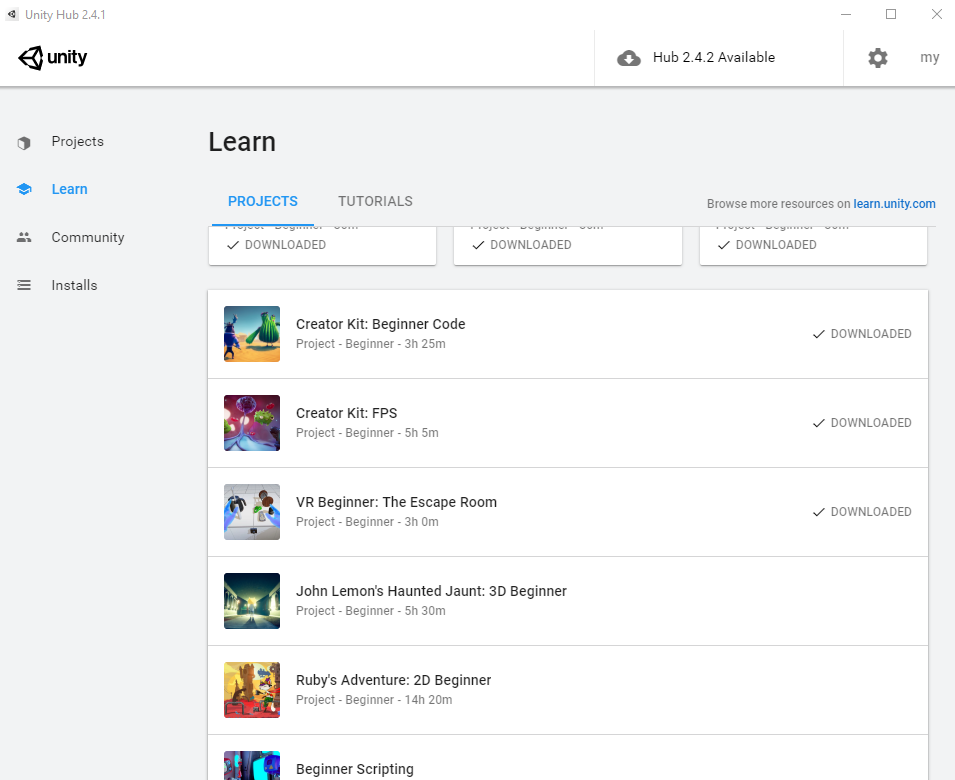 Unity Hub 2.4.1
unity
Hub 2.4.2 Available
my
Projects
Learn
Community
Installs
Learn
PROJECTS
TUTORIALS
Browse more resources on learn.unity.com
DOWNLOADED
DOWNLOADED
DOWNLOADED
Creator Kit: Beginner Code
Project - Beginner - 3h 25m
DOWNLOADED
Creator Kit: FPS
Project - Beginner - 5h 5m
DOWNLOADED
VR Beginner: The Escape Room
Project - Beginner - 3h 0m
DOWNLOADED
John Lemon's Haunted Jaunt: 3D Beginner
Project - Beginner - 5h 30m
Ruby's Adventure: 2D Beginner
Project - Beginner - 14h 20m
Beginner Scripting